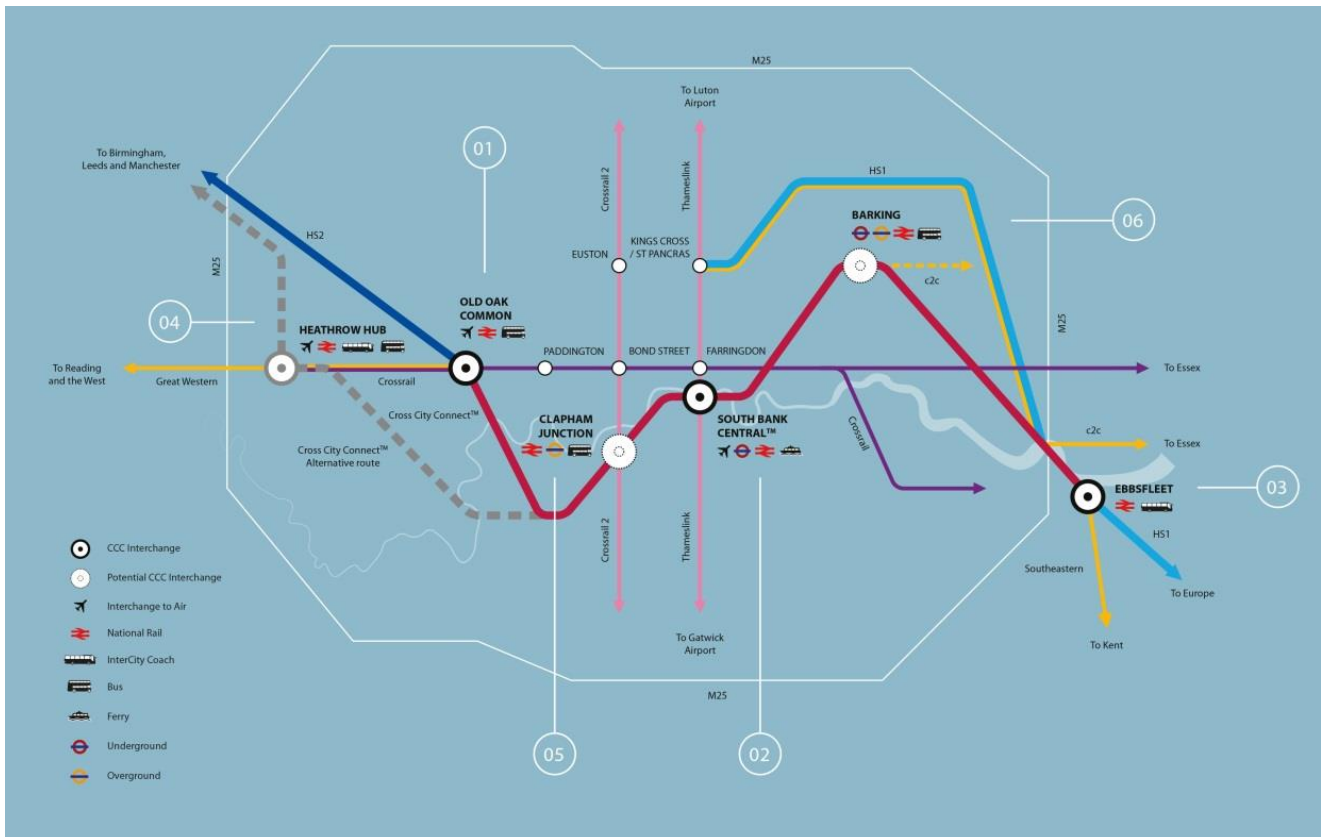 M25
To Luton
Airport
To Birmingham,
Leeds and Manchester
01
Crossrail 2
Thameslink
HS1
06
BARKING
HS2
M25
KINGS CROSS
/ ST PANCRAS
EUSTON
c2c
M25
OLD OAK
COMMON
04
HEATHROW HUB
PADDINGTON
BOND STREET
FARRINGDON
To Reading
and the West
Great Western
Crossrail
To Essex
Cross City Connect™
CLAPHAM
JUNCTION
SOUTH BANK
CENTRAL™
Crossrail
c2c
To Essex
Cross City Connect™
Alternative route
EBBSFLEET
03
HS1
Crossrail 2
Thameslink
Southeastern
To Europe
To Gatwick
Airport
To Kent
M25
05
02
CCC Interchange
Potential CCC Interchange
Interchange to Air
National Rail
InterCity Coach
Bus
Ferry
Underground
Overground